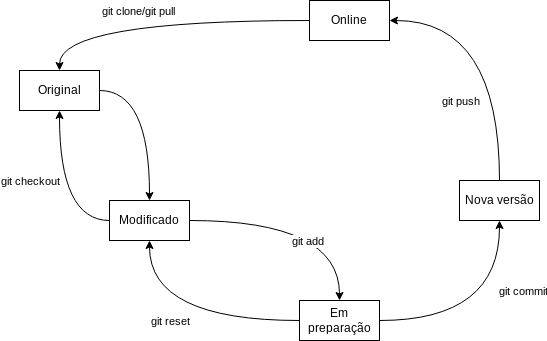 git clone/git pull
Online
Original
git push
git checkout
Nova versão
Modificado
git add
git commit
Em
preparação
git reset